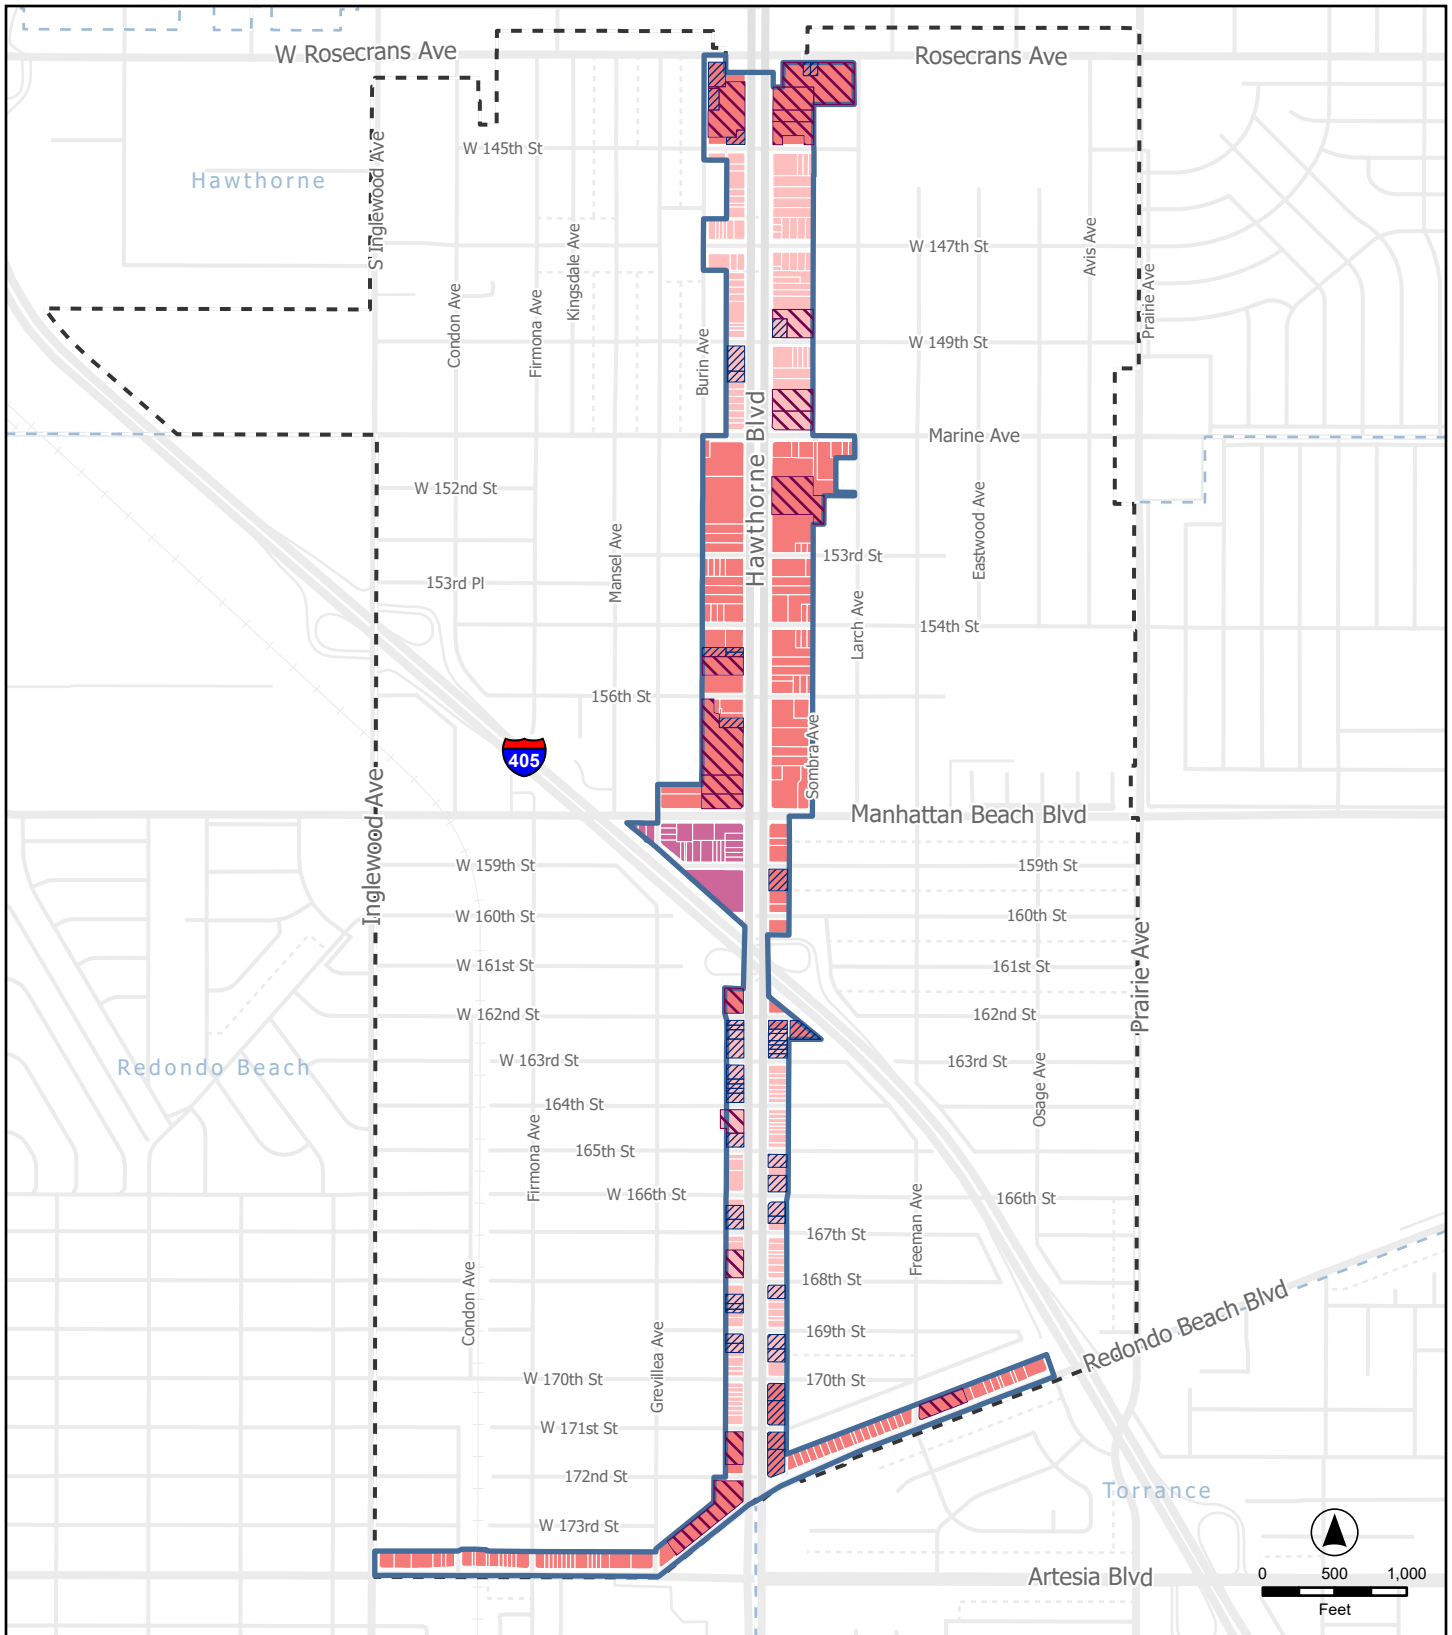 W Rosecrans Ave
Rosecrans Ave
W 145th St
S Inglewood Ave
Hawthorne
Kingsdale Ave
Avis Ave
W 147th St
Prairie Ave
Condon Ave
Firmona Ave
Burin Ave
W 149th St
Hawthorne Blvd
Marine Ave
W 152nd St
Eastwood Ave
Mansel Ave
153rd St
153rd Pl
Larch Ave
154th St
156th St
Sombra Ave
405
Inglewood Ave
Manhattan Beach Blvd
W 159th St
159th St
W 160th St
160th St
W 161st St
161st St
Prairie Ave
W 162nd St
162nd St
Redondo Beach
W 163rd St
163rd St
Osage Ave
164th St
Firmona Ave
165th St
W 166th St
166th St
Freeman Ave
167th St
168th St
Condon Ave
Redondo Beach Blvd
169th St
Grevillea Ave
W 170th St
170th St
W 171st St
172nd St
Torrance
W 173rd St
Artesia Blvd
0 500 1,000
Feet